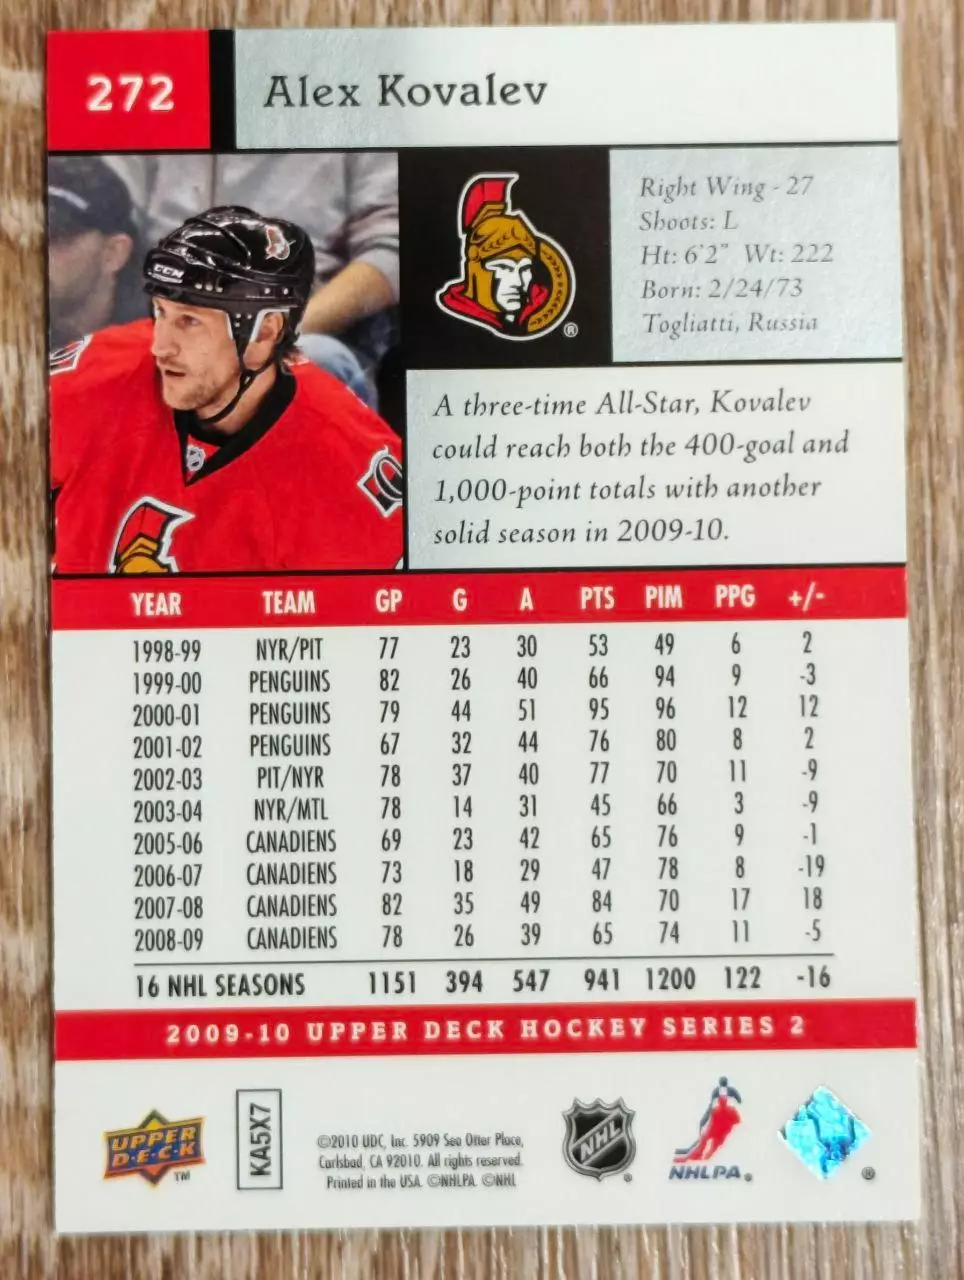 272
Alex Kovalev
Right Wing - 27
Shoots: L
Ht: 6'2" Wt: 222
Born: 2/24/73
Togliatti, Russia
CCM
®
A three-time All-Star, Kovalev
could reach both the 400-goal and
1,000-point totals with another
solid season in 2009-10.
YEAR TEAM GP G A PTS PIM PPG +/-
1998-99 NYR/PIT 77 23 30 53 49 6 2
1999-00 PENGUINS 82 26 40 66 94 9 -3
2000-01 PENGUINS 79 44 51 95 96 12 12
2001-02 PENGUINS 67 32 44 76 80 8 2
2002-03 PIT/NYR 78 37 40 77 70 11 -9
2003-04 NYR/MTL 78 14 31 45 66 3 -9
2005-06 CANADIENS 69 23 42 65 76 9 -1
2006-07 CANADIENS 73 18 29 47 78 8 -19
2007-08 CANADIENS 82 35 49 84 70 17 18
2008-09 CANADIENS 78 26 39 65 74 11 -5
16 NHL SEASONS 1151 394 547 941 1200 122 -16
2009-10 UPPER DECK HOCKEY SERIES 2
UPPER
D·E·C·K
TM
KA5X7
©2010 UDC, Inc. 5909 Sea Otter Place,
Carlsbad, CA 92010. All rights reserved.
Printed in the USA. ©NHLPA. ©NHL
NHL
®
NHLPA®
®